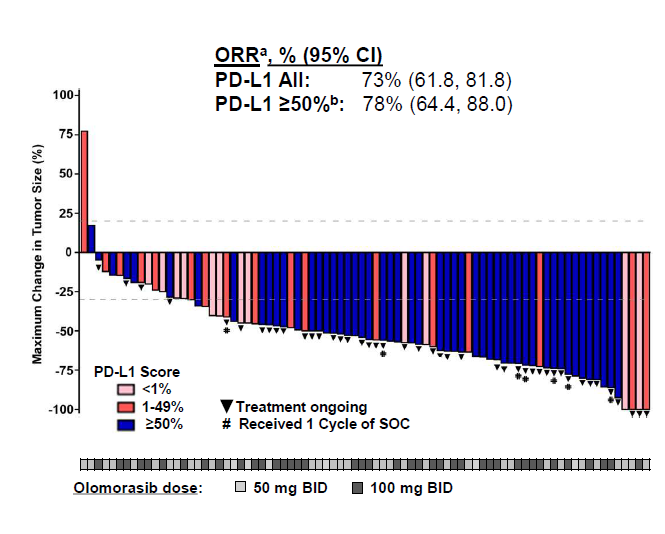 ORRᵃ, % (95% CI)
PD-L1 All: 73% (61.8, 81.8)
PD-L1 ≥50%ᵇ: 78% (64.4, 88.0)
Maximum Change in Tumor Size (%)
100
75
50
25
0
-25
-50
-75
-100
PD-L1 Score
<1%
1-49%
≥50%
▼ Treatment ongoing
# Received 1 Cycle of SOC
Olomorasib dose: 50 mg BID 100 mg BID